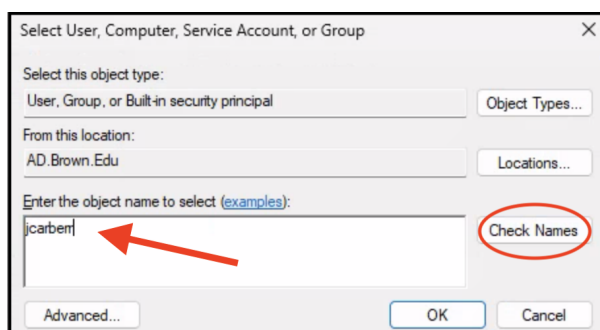 Select User, Computer, Service Account, or Group
Select this object type:
User, Group, or Built-in security principal
Object Types...
From this location:
AD.Brown.Edu
Locations...
Enter the object name to select (examples):
jcarberr
Check Names
Advanced...
OK
Cancel